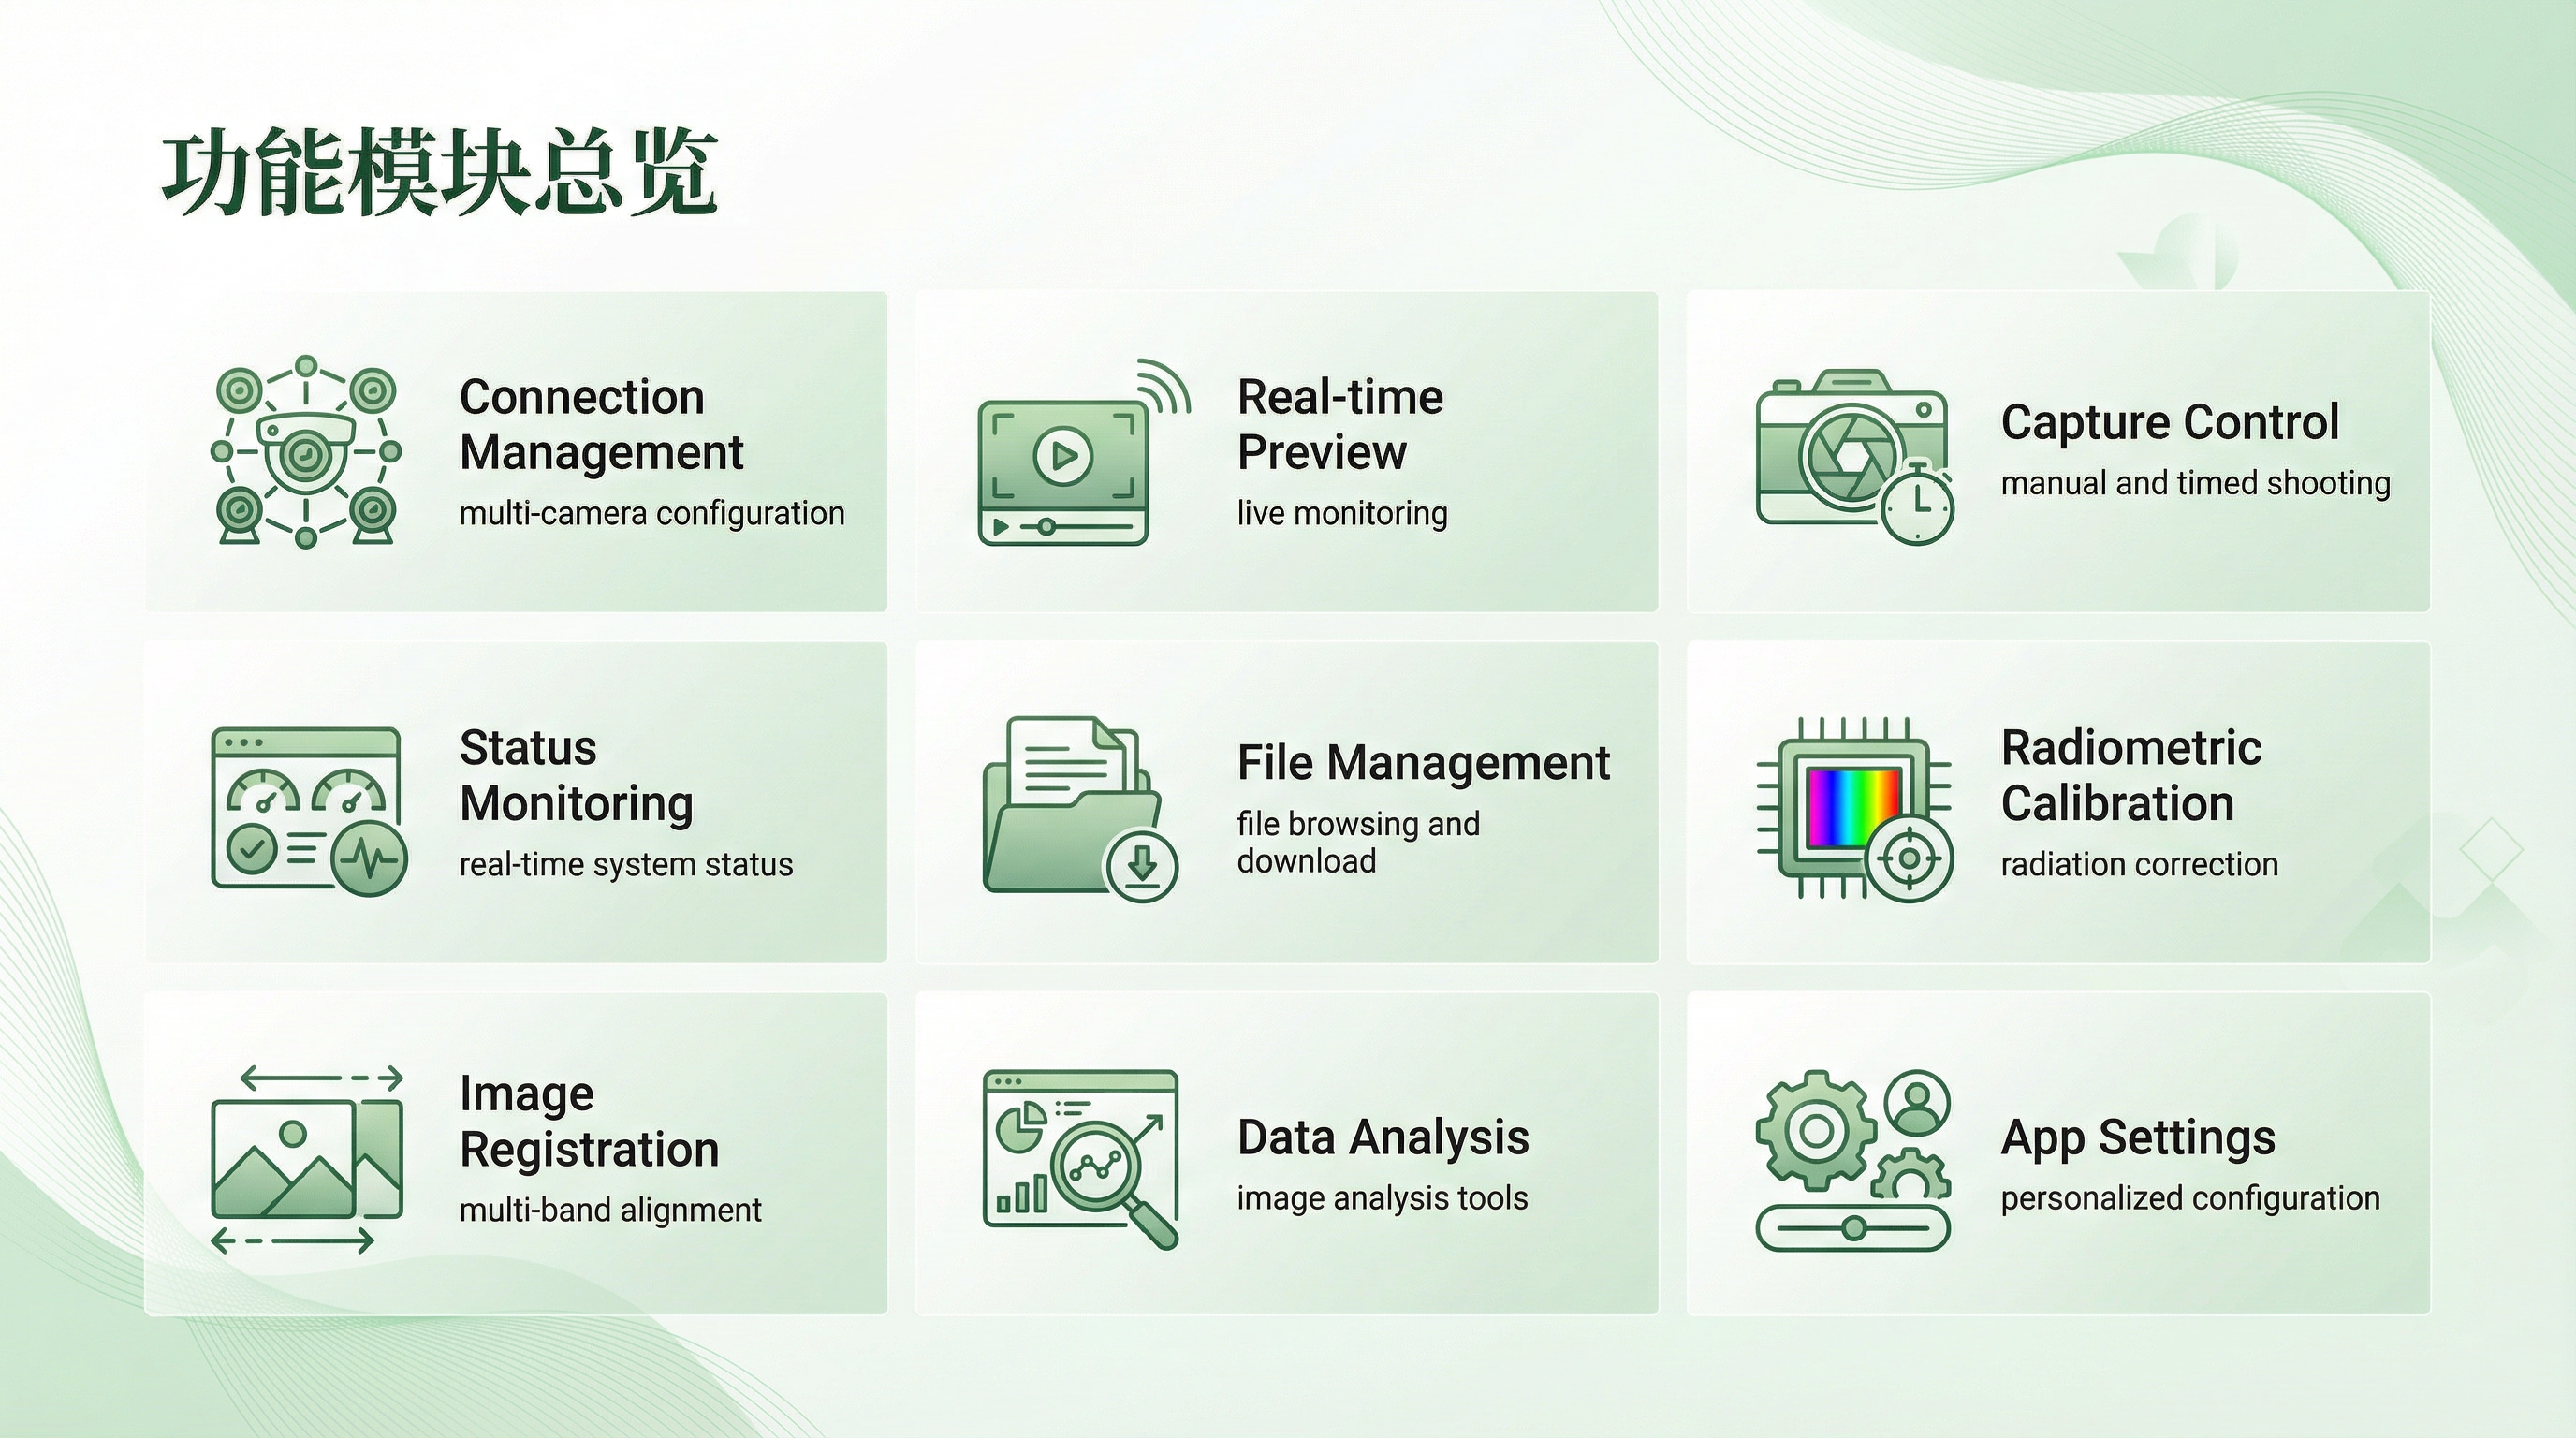 功能模块总览
Connection
Management
multi-camera configuration
Real-time
Preview
live monitoring
Capture Control
manual and timed shooting
Status
Monitoring
real-time system status
File Management
file browsing and
download
Radiometric
Calibration
radiation correction
Image
Registration
multi-band alignment
Data Analysis
image analysis tools
App Settings
personalized configuration